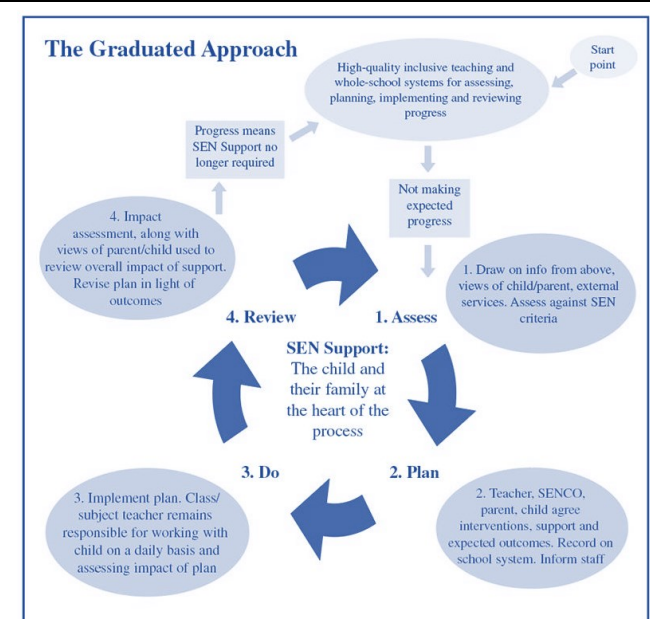 The Graduated Approach
Start
point
High-quality inclusive teaching and
whole-school systems for assessing,
planning, implementing and reviewing
progress
Progress means
SEN Support no
longer required
Not making
expected
progress
4. Impact
assessment, along with
views of parent/child used to
review overall impact of support.
Revise plan in light of
outcomes
1. Draw on info from above,
views of child/parent, external
services. Assess against SEN
criteria
4. Review
1. Assess
SEN Support:
The child and
their family at
the heart of the
process
3. Do
2. Plan
3. Implement plan. Class/
subject teacher remains
responsible for working with
child on a daily basis and
assessing impact of plan
2. Teacher, SENCO,
parent, child agree
interventions, support and
expected outcomes. Record on
school system. Inform staff